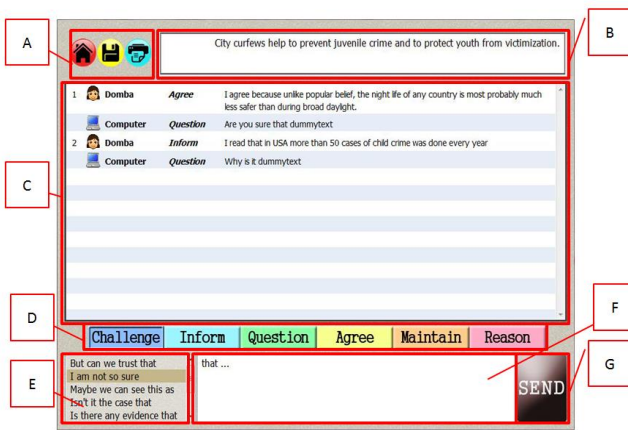 A
B
City curfews help to prevent juvenile crime and to protect youth from victimization.
1 Domba Agree I agree because unlike popular belief, the night life of any country is most probably much
less safer than during broad daylight.
Computer Question Are you sure that dummytext
2 Domba Inform I read that in USA more than 50 cases of child crime was done every year
Computer Question Why is it dummytext
C
D
Challenge Inform Question Agree Maintain Reason
F
But can we trust that
I am not so sure
Maybe we can see this as
Isn't it the case that
Is there any evidence that
that ...
SEND
E
G